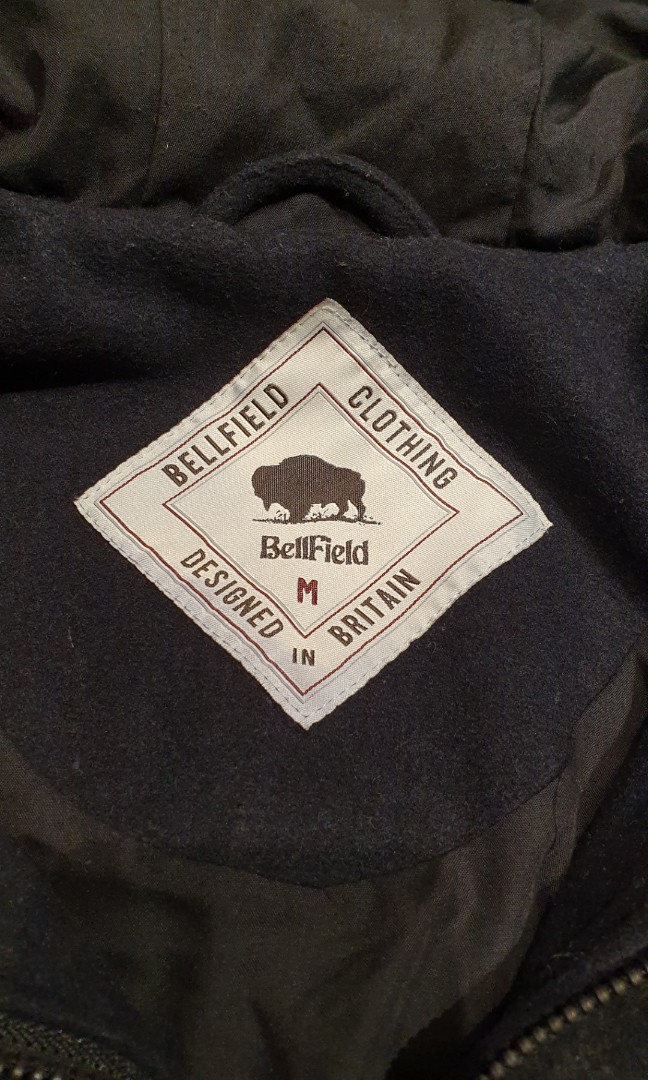 BELLFIELD
CLOTHING
BellField
M
DESIGNED
IN
BRITAIN